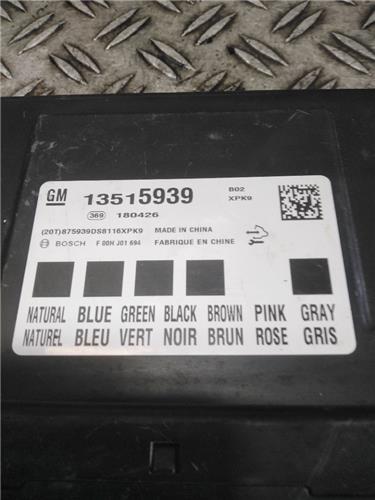 GM 13515939 B02
XPK9
369 180426
(20T)875939DS8116XPK9 MADE IN CHINA
BOSCH F 00H J01 694 FABRIQUE EN CHINE
NATURAL BLUE GREEN BLACK BROWN PINK GRAY
NATUREL BLEU VERT NOIR BRUN ROSE GRIS